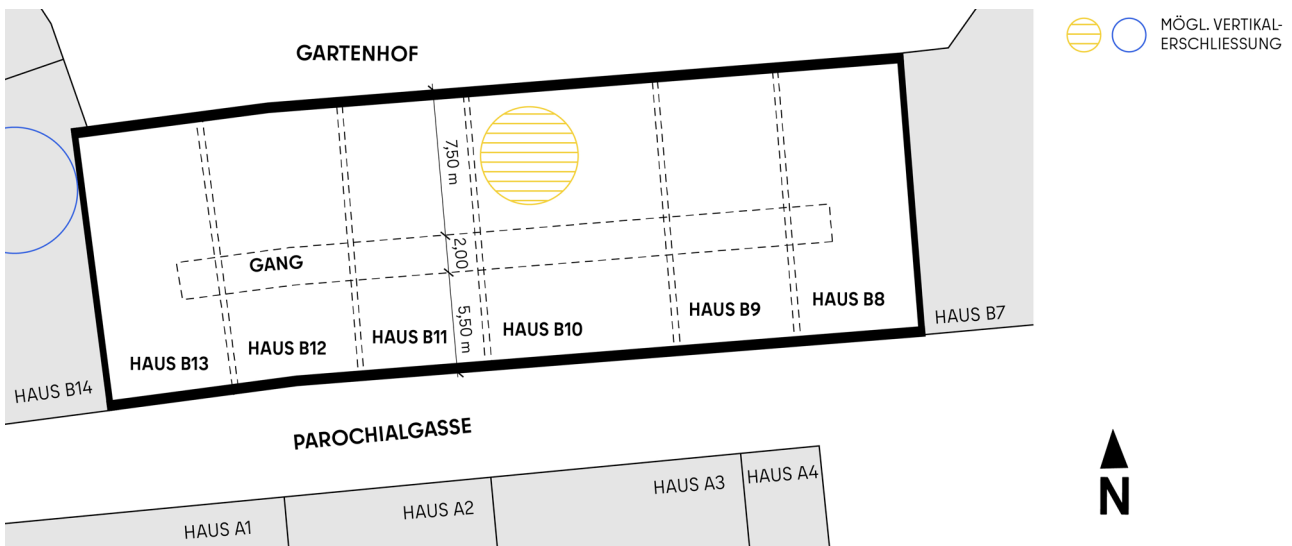 GARTENHOF
MÖGL. VERTIKAL-
ERSCHLIESSUNG
7,50 m
2,00
5,50 m
GANG
HAUS B14
HAUS B13
HAUS B12
HAUS B11
HAUS B10
HAUS B9
HAUS B8
HAUS B7
PAROCHIALGASSE
HAUS A1
HAUS A2
HAUS A3
HAUS A4
N